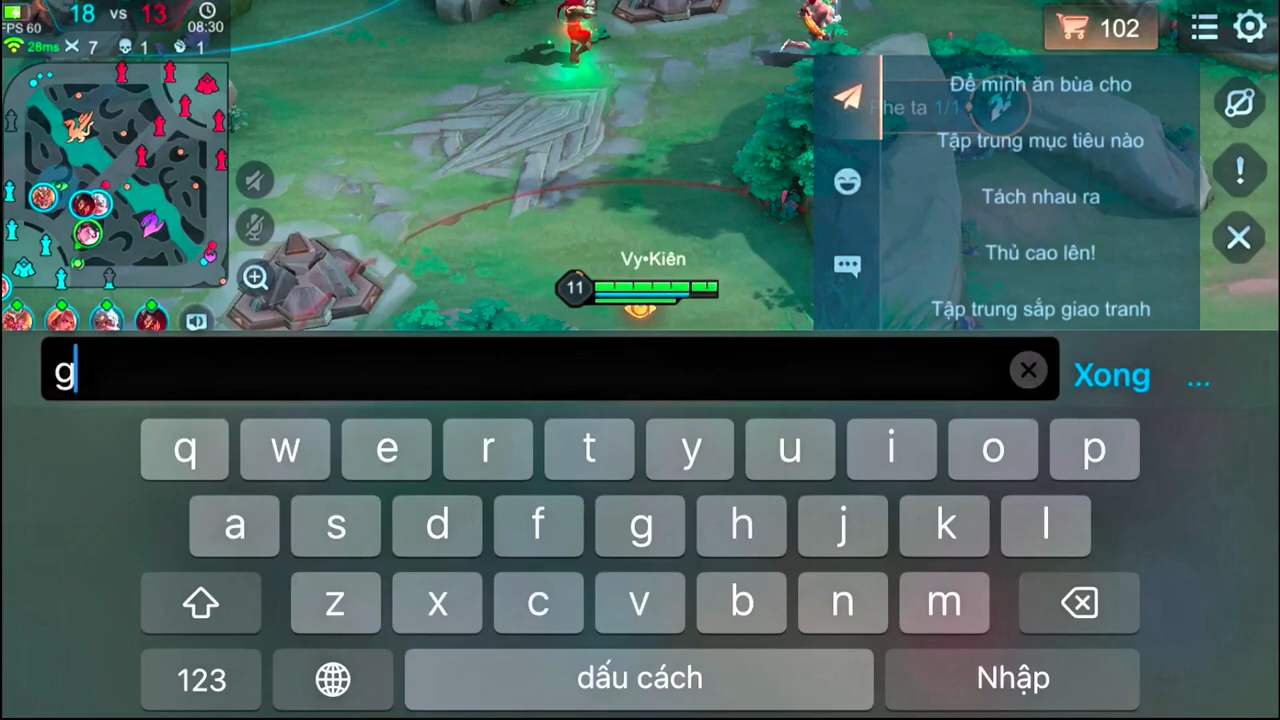 18 vs 13
08:30
FPS 60
28ms 7 1 1
102
Để mình ăn bùa cho
Phe ta 1/1
Tập trung mục tiêu nào
Tách nhau ra
Thủ cao lên!
Tập trung sắp giao tranh
Vy•Kiên
11
g
Xong ...
q w e r t y u i o p
a s d f g h j k l
z x c v b n m
123 dấu cách Nhập